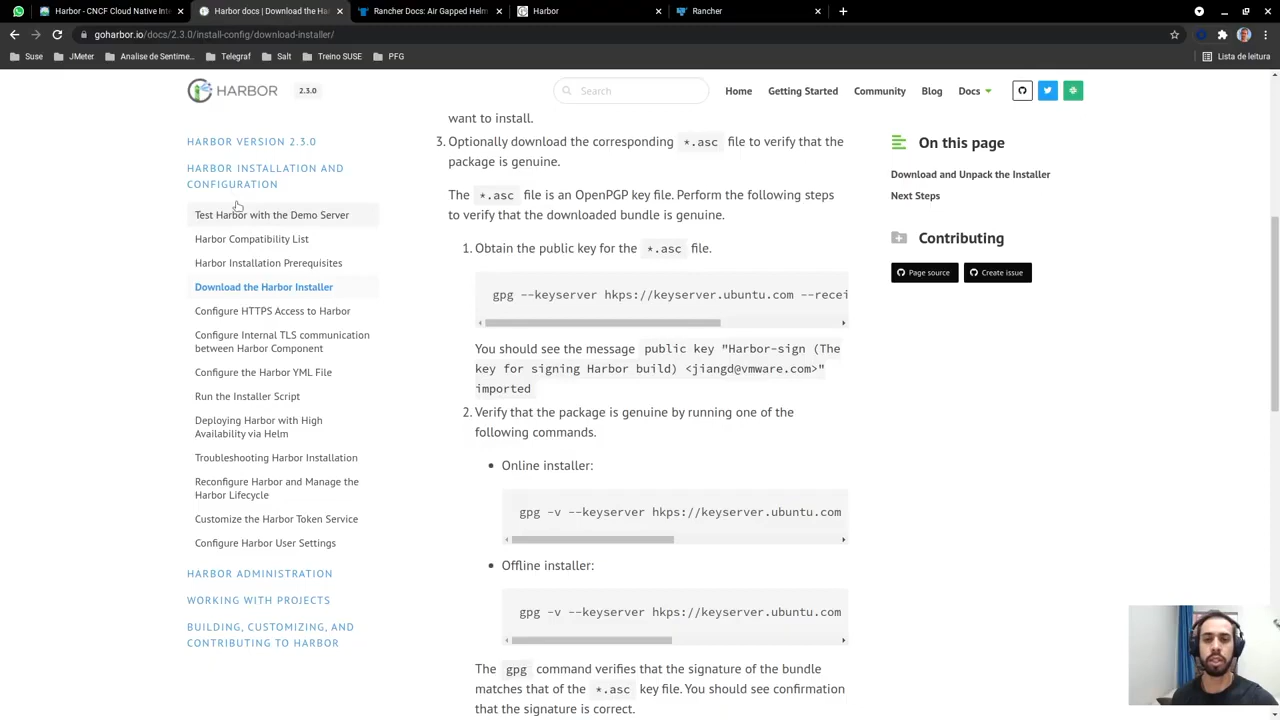 Harbor - CNCF Cloud Native Inte
Harbor docs | Download the Ha
Rancher Docs: Air Gapped Helm
Harbor
Rancher
goharbor.io/docs/2.3.0/install-config/download-installer/
Suse
JMeter
Analise de Sentime...
Telegraf
Salt
Treino SUSE
PFG
Lista de leitura
HARBOR
2.3.0
Search
Home
Getting Started
Community
Blog
Docs
HARBOR VERSION 2.3.0
HARBOR INSTALLATION AND
CONFIGURATION
Test Harbor with the Demo Server
Harbor Compatibility List
Harbor Installation Prerequisites
Download the Harbor Installer
Configure HTTPS Access to Harbor
Configure Internal TLS communication
between Harbor Component
Configure the Harbor YML File
Run the Installer Script
Deploying Harbor with High
Availability via Helm
Troubleshooting Harbor Installation
Reconfigure Harbor and Manage the
Harbor Lifecycle
Customize the Harbor Token Service
Configure Harbor User Settings
HARBOR ADMINISTRATION
WORKING WITH PROJECTS
BUILDING, CUSTOMIZING, AND
CONTRIBUTING TO HARBOR
want to install.
3. Optionally download the corresponding *.asc file to verify that the
package is genuine.
The *.asc file is an OpenPGP key file. Perform the following steps
to verify that the downloaded bundle is genuine.
1. Obtain the public key for the *.asc file.
gpg --keyserver hkps://keyserver.ubuntu.com --recei
You should see the message public key "Harbor-sign (The
key for signing Harbor build) <jiangd@vmware.com>"
imported
2. Verify that the package is genuine by running one of the
following commands.
• Online installer:
gpg -v --keyserver hkps://keyserver.ubuntu.com
• Offline installer:
gpg -v --keyserver hkps://keyserver.ubuntu.com
The gpg command verifies that the signature of the bundle
matches that of the *.asc key file. You should see confirmation
that the signature is correct.
On this page
Download and Unpack the Installer
Next Steps
Contributing
Page source
Create issue